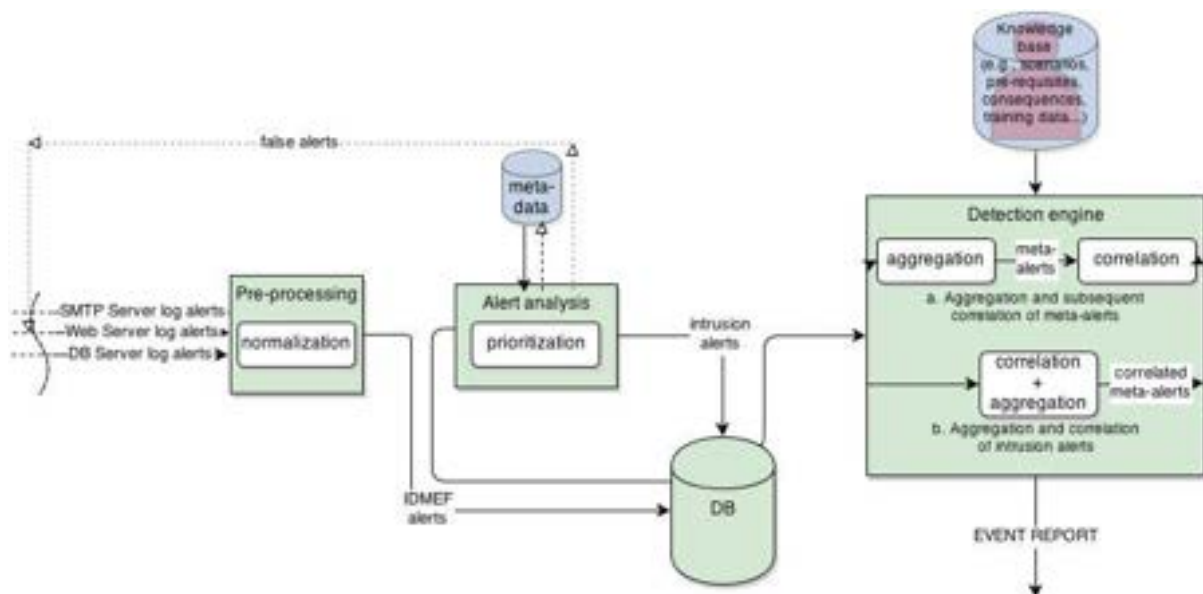 Knowledge
base
(e.g., scenarios,
pre-requisites,
consequences,
training data...)
false alerts
meta-
data
Detection engine
aggregation
meta-
alerts
correlation
a. Aggregation and subsequent
correlation of meta-alerts
Pre-processing
normalization
Alert analysis
prioritization
SMTP Server log alerts
Web Server log alerts
DB Server log alerts
intrusion
alerts
correlation
+
aggregation
correlated
meta-alerts
b. Aggregation and correlation
of intrusion alerts
IDMEF
alerts
DB
EVENT REPORT